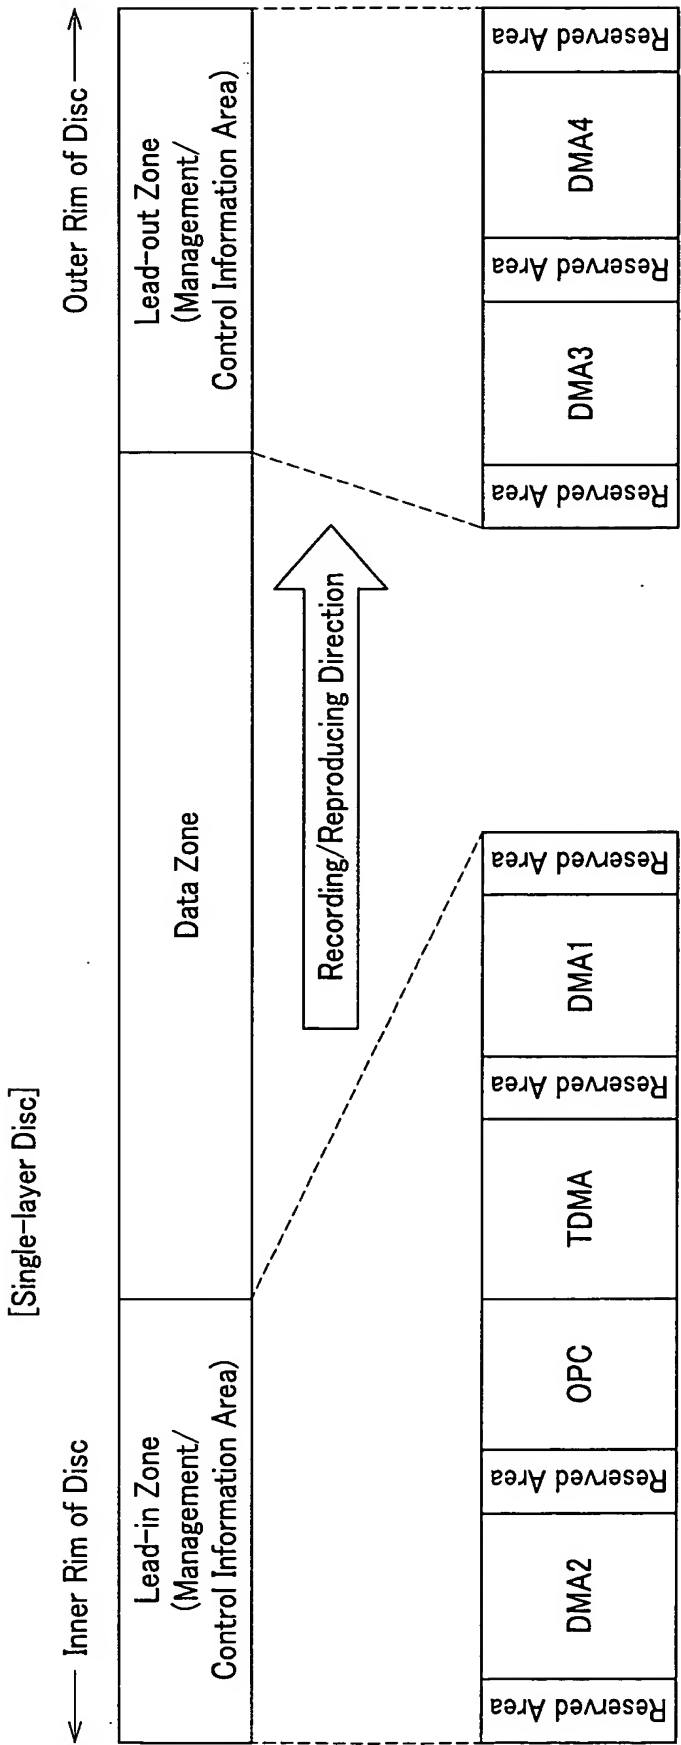 [Single-layer Disc]
← Inner Rim of Disc
Outer Rim of Disc →
Lead-in Zone
(Management/
Control Information Area)
Data Zone
Lead-out Zone
(Management/
Control Information Area)
Recording/Reproducing Direction
Reserved Area
DMA2
Reserved Area
OPC
TDMA
Reserved Area
DMA1
Reserved Area
Reserved Area
DMA3
Reserved Area
DMA4
Reserved Area